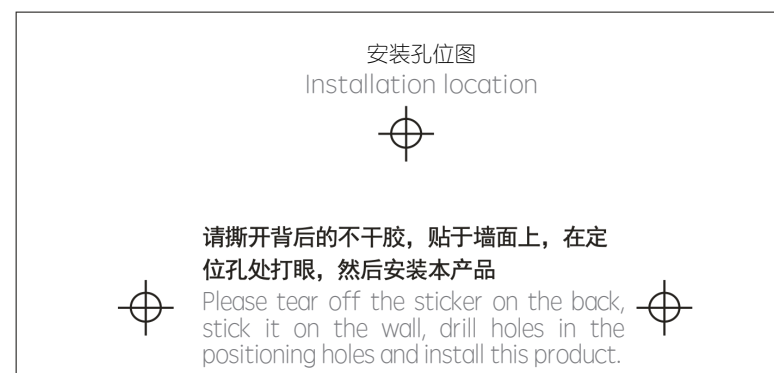 安装孔位图
Installation location
请撕开背后的不干胶，贴于墙面上，在定
位孔处打眼，然后安装本产品
Please tear off the sticker on the back,
stick it on the wall, drill holes in the
positioning holes and install this product.